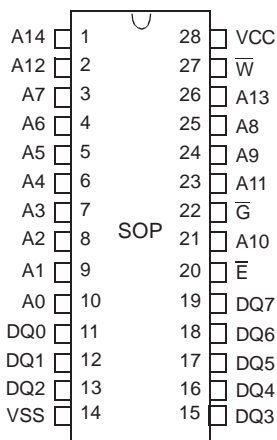 A14 1 28 VCC
A12 2 27 W̅
A7 3 26 A13
A6 4 25 A8
A5 5 24 A9
A4 6 23 A11
A3 7 22 G̅
A2 8 SOP 21 A10
A1 9 20 E̅
A0 10 19 DQ7
DQ0 11 18 DQ6
DQ1 12 17 DQ5
DQ2 13 16 DQ4
VSS 14 15 DQ3